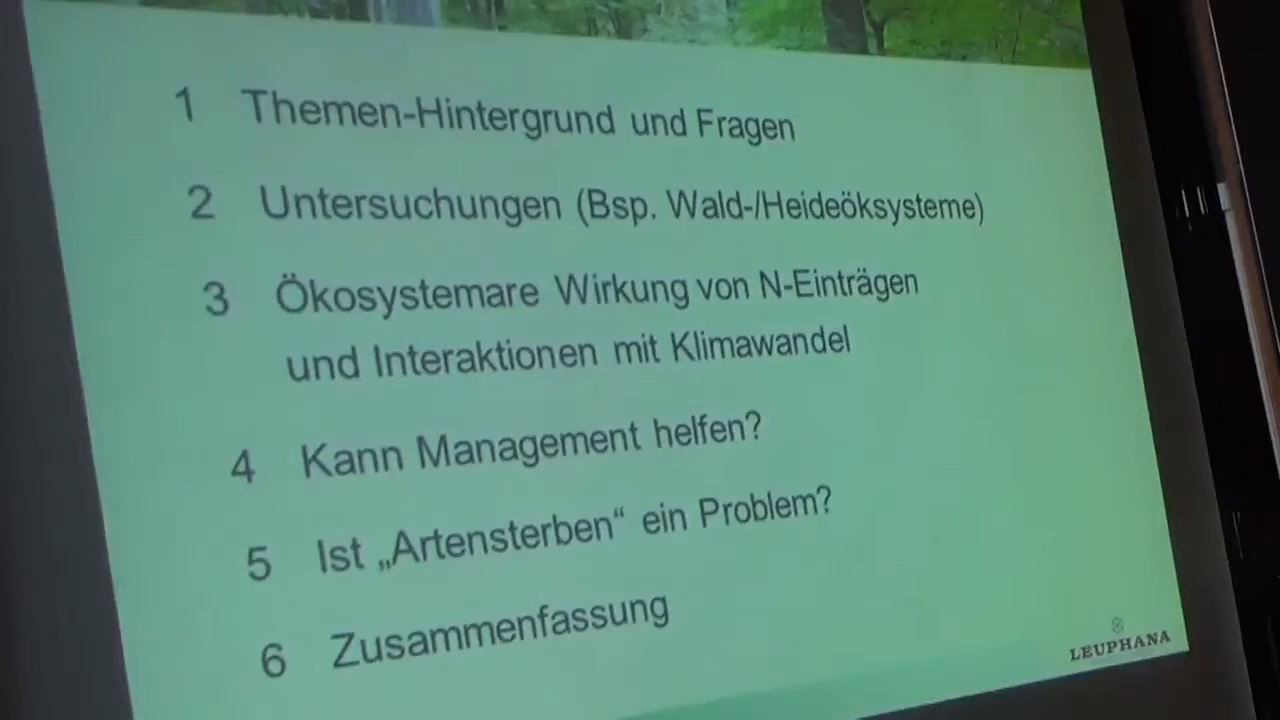 1 Themen-Hintergrund und Fragen
2 Untersuchungen (Bsp. Wald-/Heideöksysteme)
3 Ökosystemare Wirkung von N-Einträgen
und Interaktionen mit Klimawandel
4 Kann Management helfen?
5 Ist „Artensterben“ ein Problem?
6 Zusammenfassung
LEUPHANA